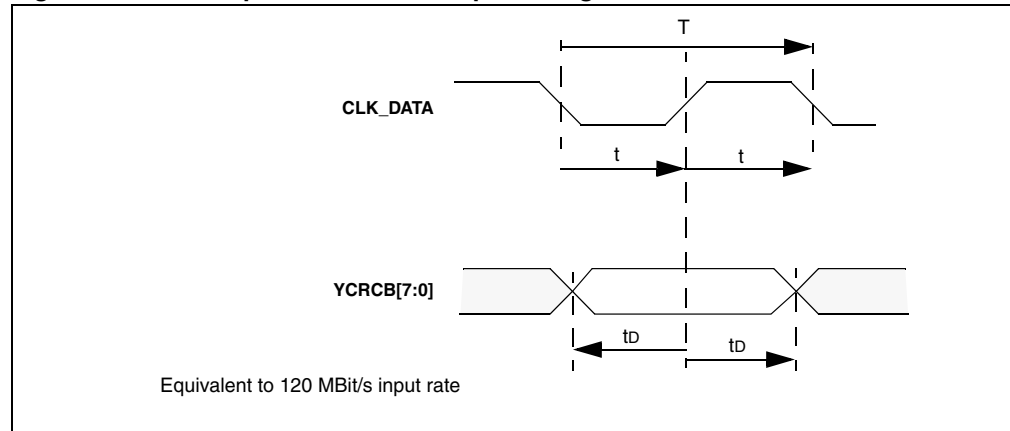 T
CLK_DATA
t t
YCRCB[7:0]
tD tD
Equivalent to 120 MBit/s input rate